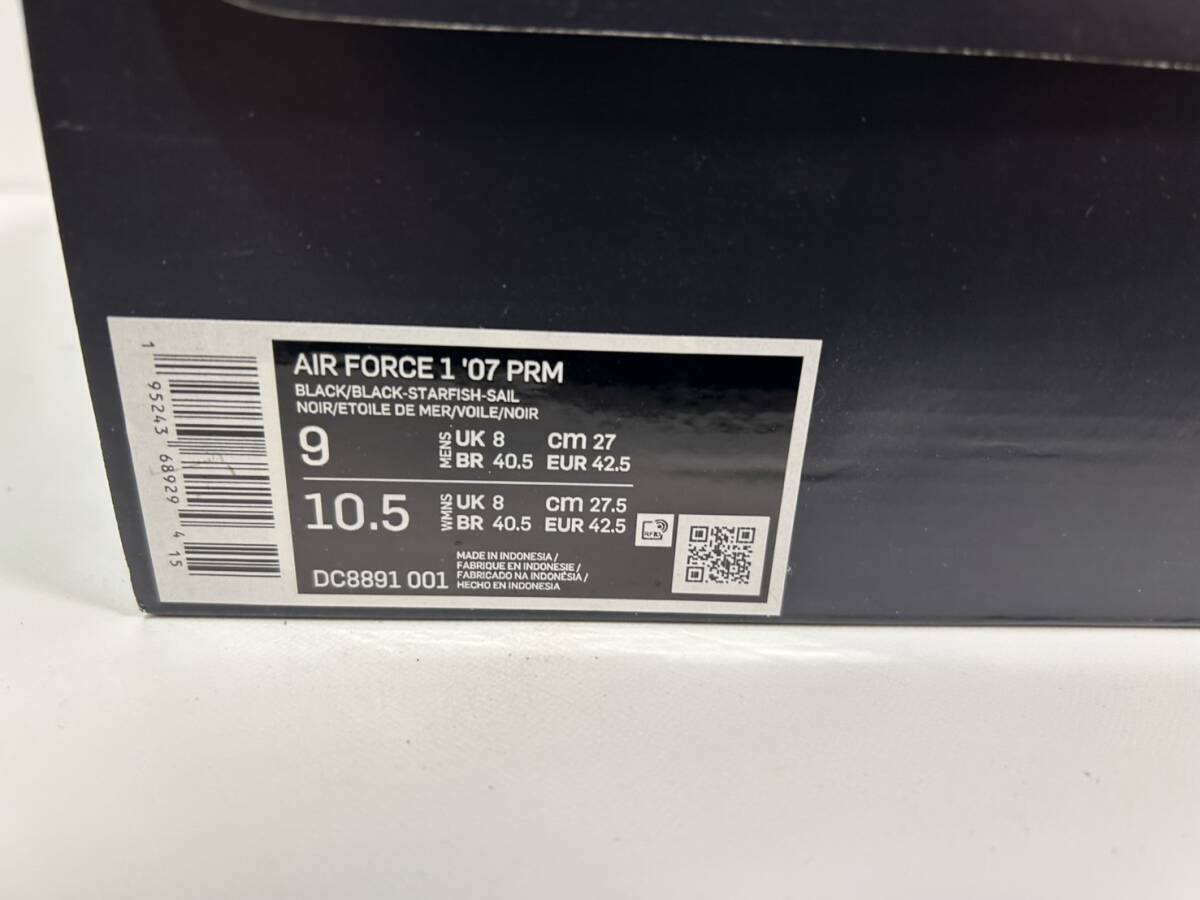 AIR FORCE 1 '07 PRM
BLACK/BLACK-STARFISH-SAIL
NOIR/ETOILE DE MER/VOILE/NOIR
9 MENS UK 8 cm 27
BR 40.5 EUR 42.5
10.5 WMNS UK 8 cm 27.5
BR 40.5 EUR 42.5
DC8891 001
MADE IN INDONESIA /
FABRIQUE EN INDONESIE /
FABRICADO NA INDONÉSIA /
HECHO EN INDONESIA
1 95243 68929 4 15